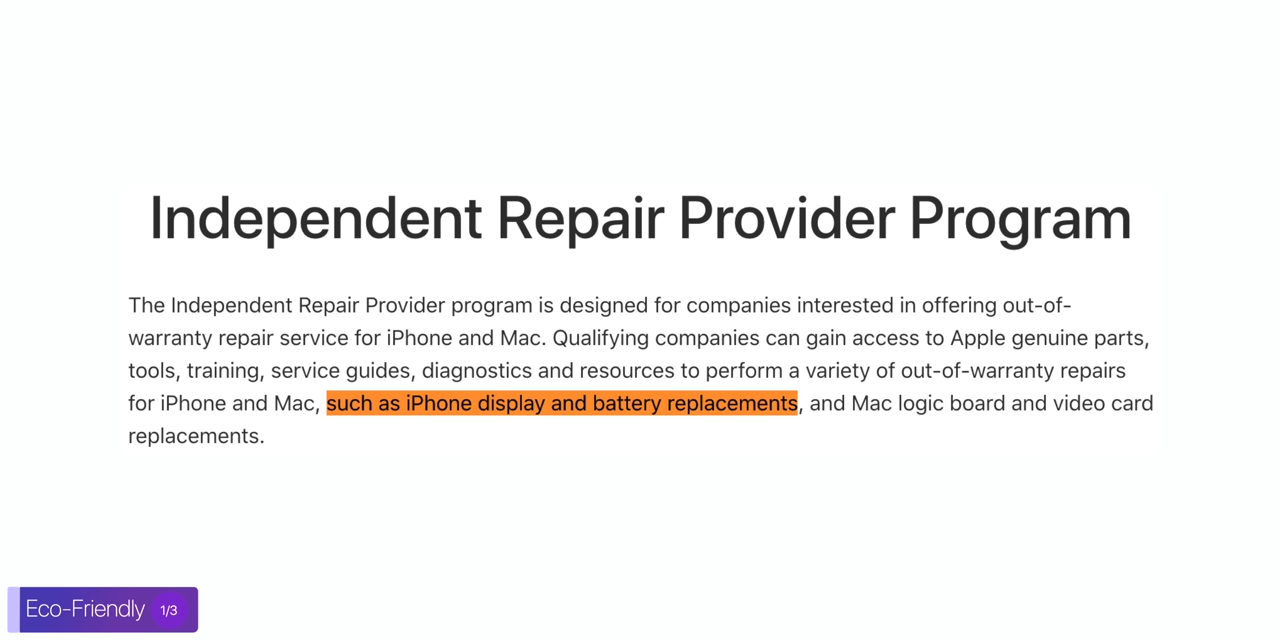 Independent Repair Provider Program
The Independent Repair Provider program is designed for companies interested in offering out-of-
warranty repair service for iPhone and Mac. Qualifying companies can gain access to Apple genuine parts,
tools, training, service guides, diagnostics and resources to perform a variety of out-of-warranty repairs
for iPhone and Mac, such as iPhone display and battery replacements, and Mac logic board and video card
replacements.
Eco-Friendly 1/3